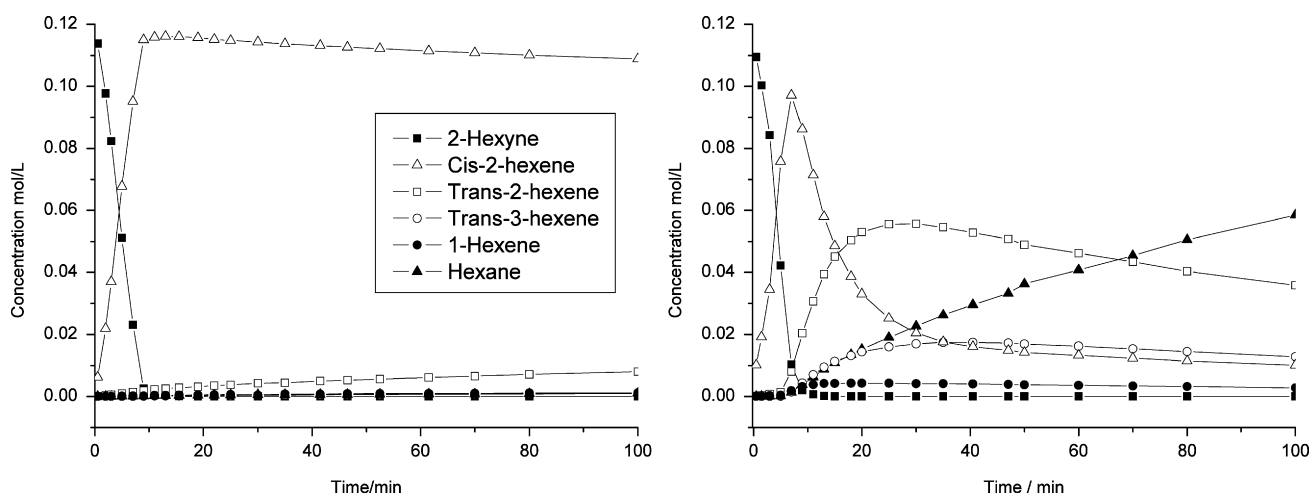 0.12
0.10
0.08
0.06
0.04
0.02
0.00
Concentration mol/L
0
20
40
60
80
100
Time/min
2-Hexyne
Cis-2-hexene
Trans-2-hexene
Trans-3-hexene
1-Hexene
Hexane
0.12
0.10
0.08
0.06
0.04
0.02
0.00
Concentration mol/L
0
20
40
60
80
100
Time / min